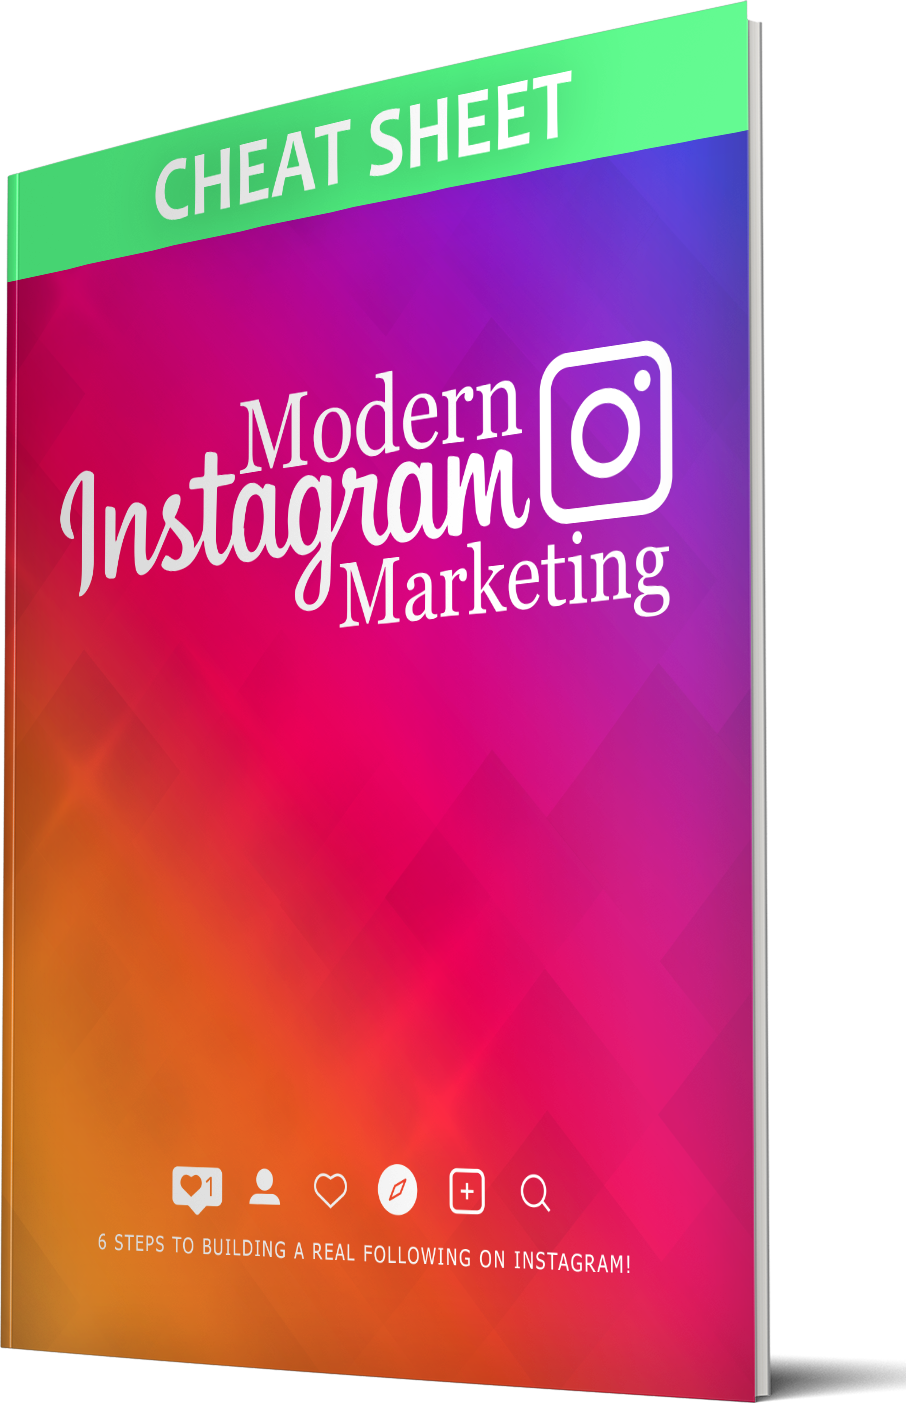 CHEAT SHEET
Modern
Instagram
Marketing
1
6 STEPS TO BUILDING A REAL FOLLOWING ON INSTAGRAM!